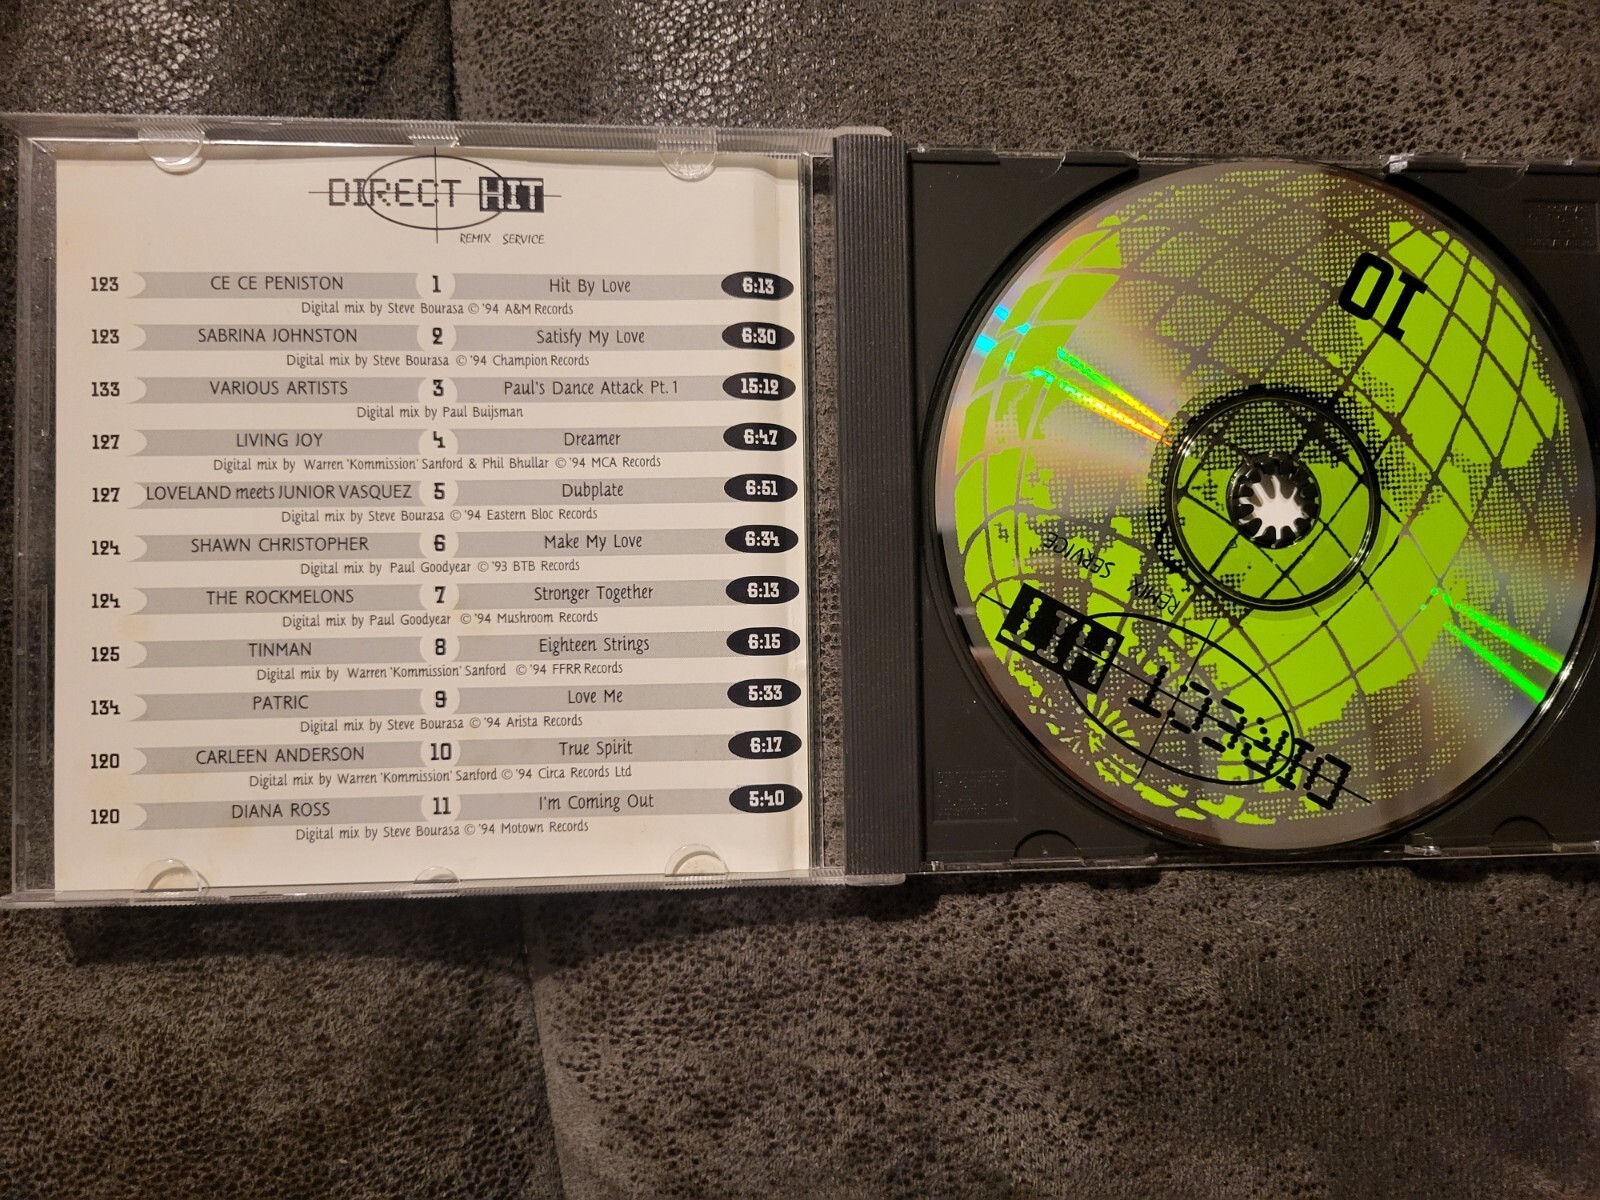 DIRECT HIT
REMIX SERVICE
123 CE CE PENISTON 1 Hit By Love 6:13
Digital mix by Steve Bourasa © '94 A&M Records
123 SABRINA JOHNSTON 2 Satisfy My Love 6:30
Digital mix by Steve Bourasa © '94 Champion Records
133 VARIOUS ARTISTS 3 Paul's Dance Attack Pt. 1 15:12
Digital mix by Paul Buijsman
127 LIVING JOY 4 Dreamer 6:47
Digital mix by Warren 'Kommission' Sanford & Phil Bhullar © '94 MCA Records
127 LOVELAND meets JUNIOR VASQUEZ 5 Dubplate 6:51
Digital mix by Steve Bourasa © '94 Eastern Bloc Records
124 SHAWN CHRISTOPHER 6 Make My Love 6:34
Digital mix by Paul Goodyear © '93 BTB Records
124 THE ROCKMELONS 7 Stronger Together 6:13
Digital mix by Paul Goodyear © '94 Mushroom Records
125 TINMAN 8 Eighteen Strings 6:15
Digital mix by Warren 'Kommission' Sanford © '94 FFRR Records
134 PATRIC 9 Love Me 5:33
Digital mix by Steve Bourasa © '94 Arista Records
120 CARLEEN ANDERSON 10 True Spirit 6:17
Digital mix by Warren 'Kommission' Sanford © '94 Circa Records Ltd
120 DIANA ROSS 11 I'm Coming Out 5:40
Digital mix by Steve Bourasa © '94 Motown Records
10
DIRECT HIT
REMIX SERVICE